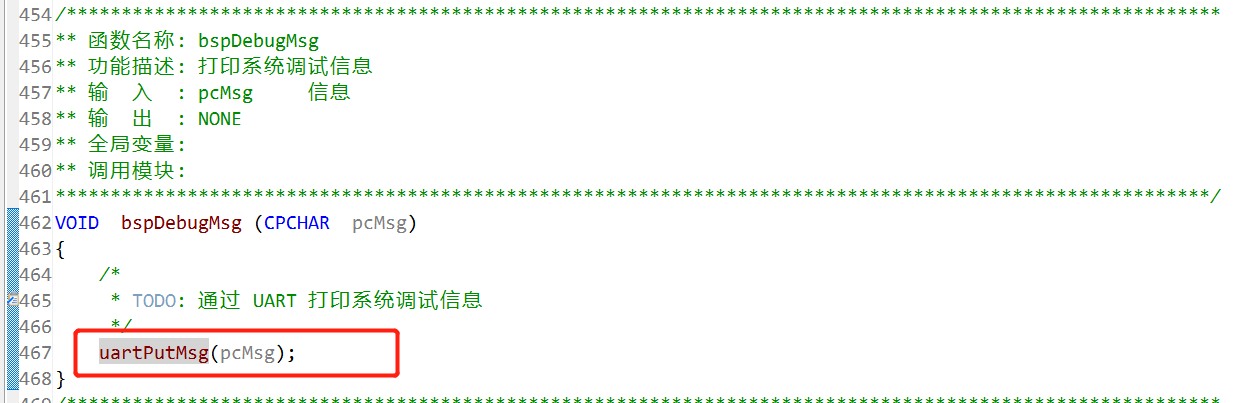 454/*********************************************************************************************************
455** 函数名称: bspDebugMsg
456** 功能描述: 打印系统调试信息
457** 输  入  : pcMsg     信息
458** 输  出  : NONE
459** 全局变量:
460** 调用模块:
461*********************************************************************************************************/
462VOID  bspDebugMsg (CPCHAR  pcMsg)
463{
464    /*
465     * TODO: 通过 UART 打印系统调试信息
466     */
467    uartPutMsg(pcMsg);
468}
469/*********************************************************************************************************